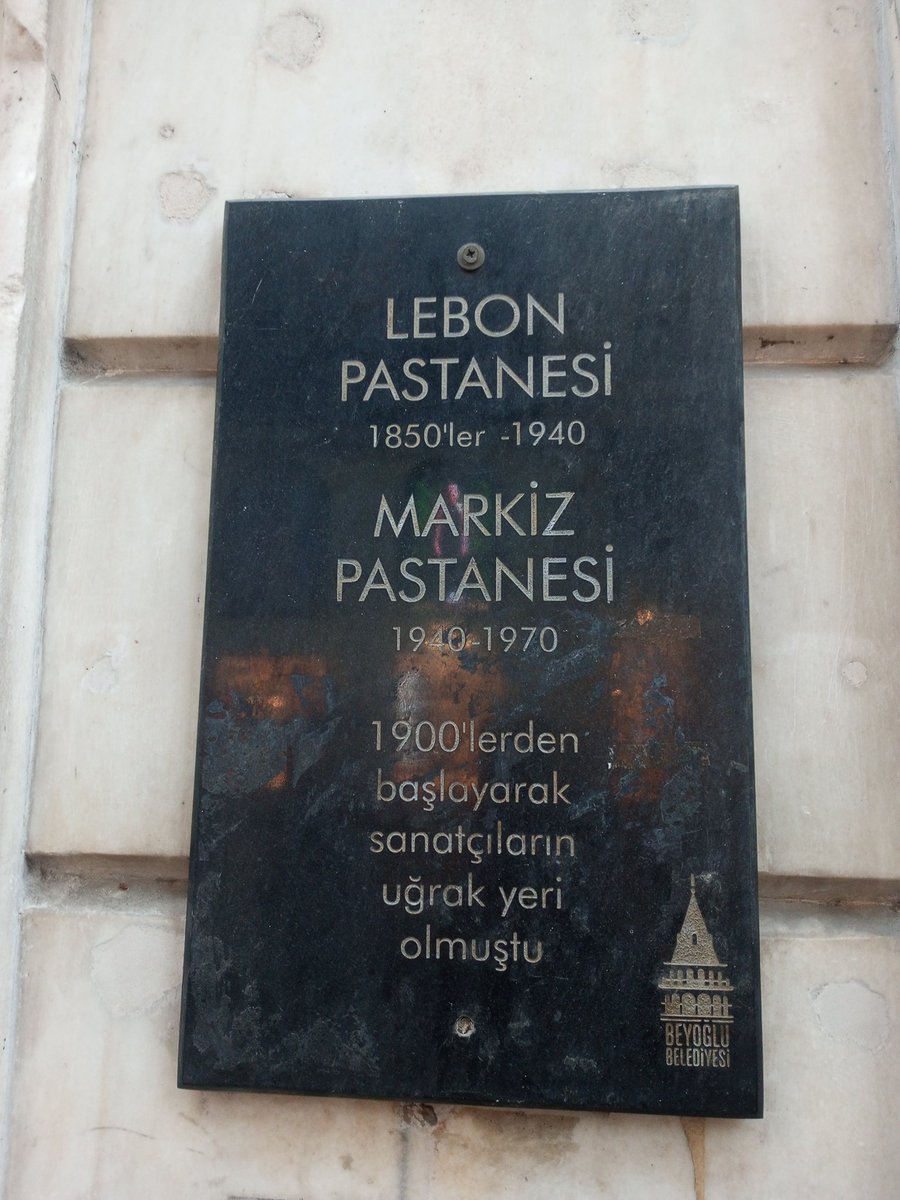 LEBON
PASTANESİ
1850'ler -1940
MARKİZ
PASTANESİ
1940-1970
1900'lerden
başlayarak
sanatçıların
uğrak yeri
olmuştu
BEYOĞLU
BELEDİYESİ